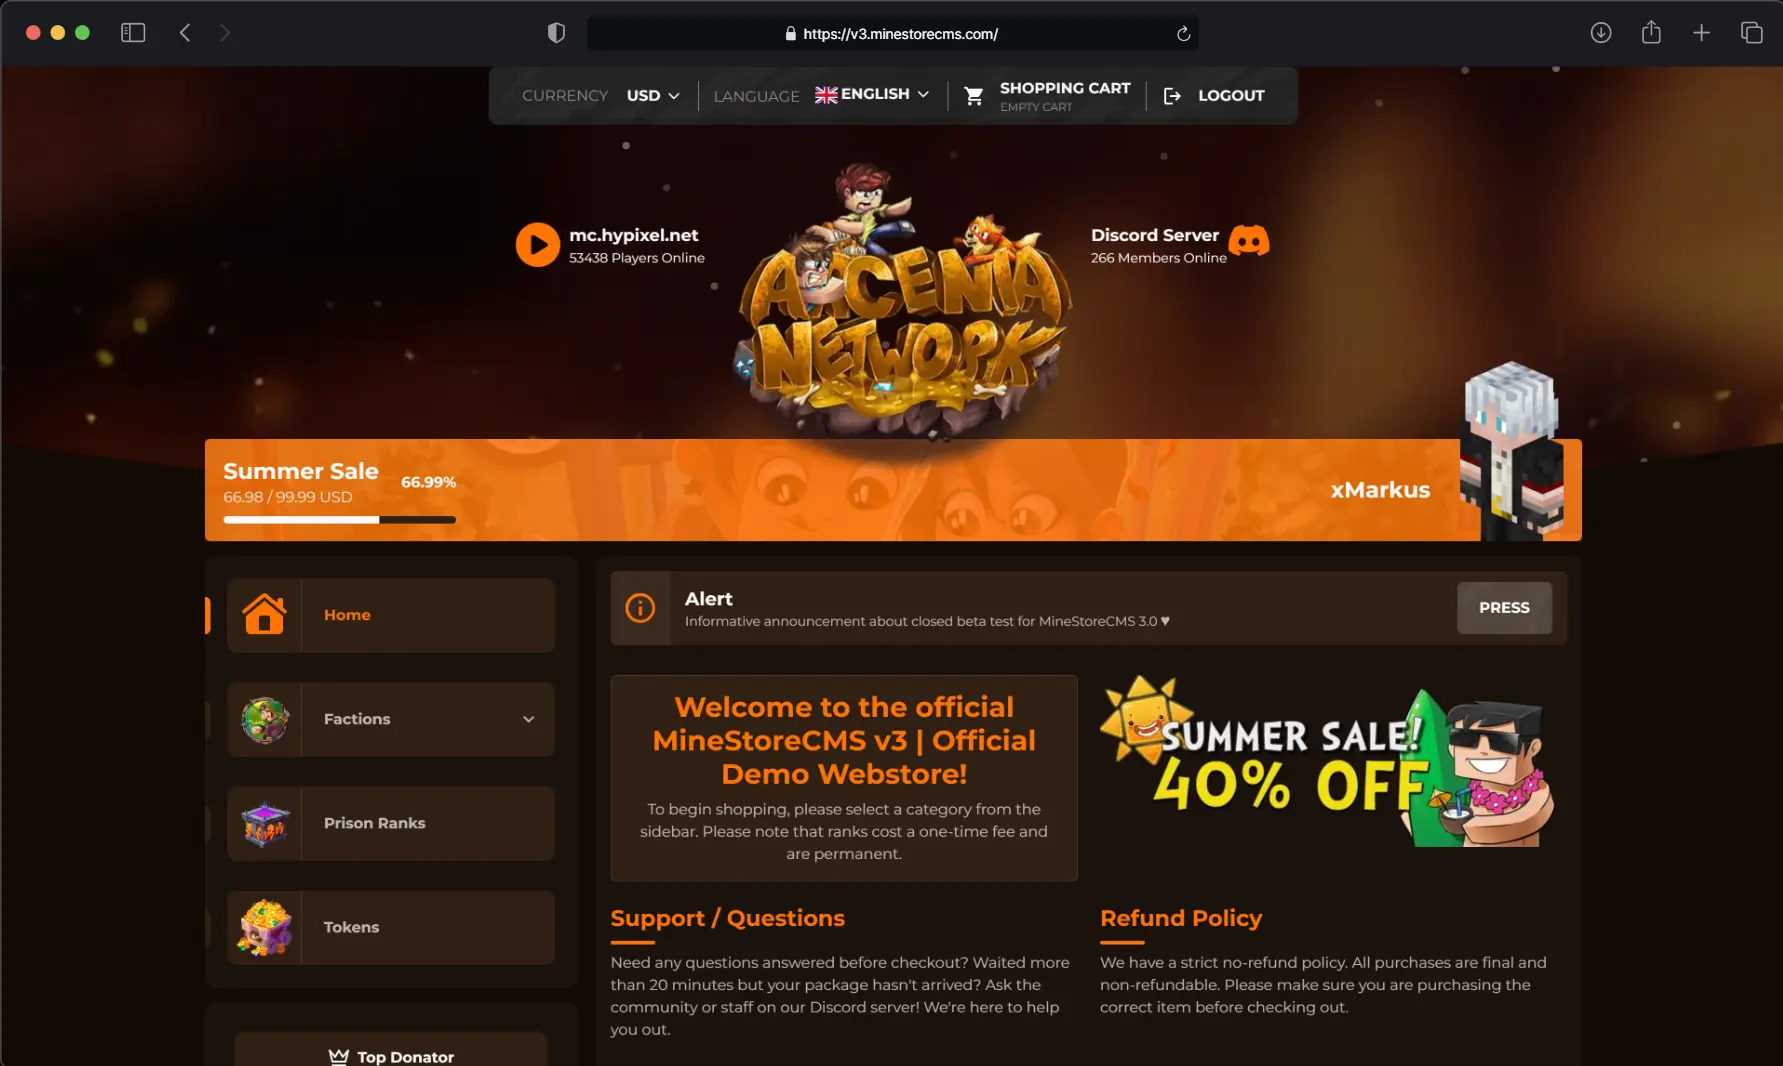 https://v3.minestorecms.com/
CURRENCY USD LANGUAGE ENGLISH SHOPPING CART LOGOUT
EMPTY CART
mc.hypixel.net
53438 Players Online
ARCENIA
NETWORK
Discord Server
266 Members Online
Summer Sale
66.98 / 99.99 USD
66.99%
xMarkus
Home
Factions
Prison Ranks
Tokens
Top Donator
Alert
Informative announcement about closed beta test for MineStoreCMS 3.0 ♥
PRESS
Welcome to the official
MineStoreCMS v3 | Official
Demo Webstore!
To begin shopping, please select a category from the
sidebar. Please note that ranks cost a one-time fee and
are permanent.
SUMMER SALE!
40% OFF
Support / Questions
Need any questions answered before checkout? Waited more
than 20 minutes but your package hasn't arrived? Ask the
community or staff on our Discord server! We're here to help
you out.
Refund Policy
We have a strict no-refund policy. All purchases are final and
non-refundable. Please make sure you are purchasing the
correct item before checking out.